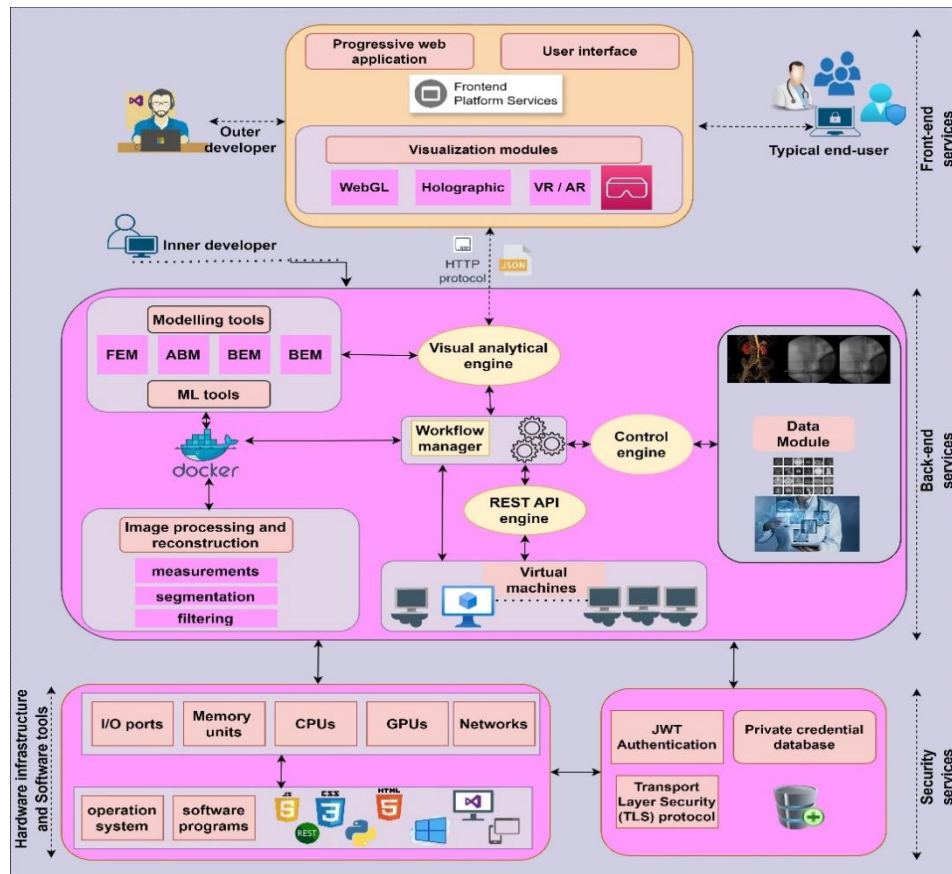 Progressive web
application
User interface
Frontend
Platform Services
Visualization modules
WebGL
Holographic
VR / AR
Outer
developer
Typical end-user
Front-end
services
Inner developer
HTTP
protocol
JSON
Modelling tools
FEM
ABM
BEM
BEM
ML tools
docker
Visual analytical
engine
Workflow
manager
Control
engine
REST API
engine
Data
Module
Back-end
services
Image processing and
reconstruction
measurements
segmentation
filtering
Virtual
machines
Hardware infrastructure
and Software tools
I/O ports
Memory
units
CPUs
GPUs
Networks
operation
system
software
programs
JS
REST
CSS
HTML
JWT
Authentication
Private credential
database
Transport
Layer Security
(TLS) protocol
Security
services